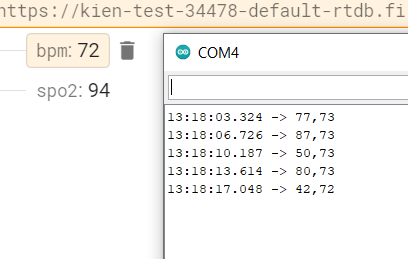 https://kien-test-34478-default-rtdb.fi
bpm: 72
spo2: 94
COM4
13:18:03.324 -> 77,73
13:18:06.726 -> 87,73
13:18:10.187 -> 50,73
13:18:13.614 -> 80,73
13:18:17.048 -> 42,72